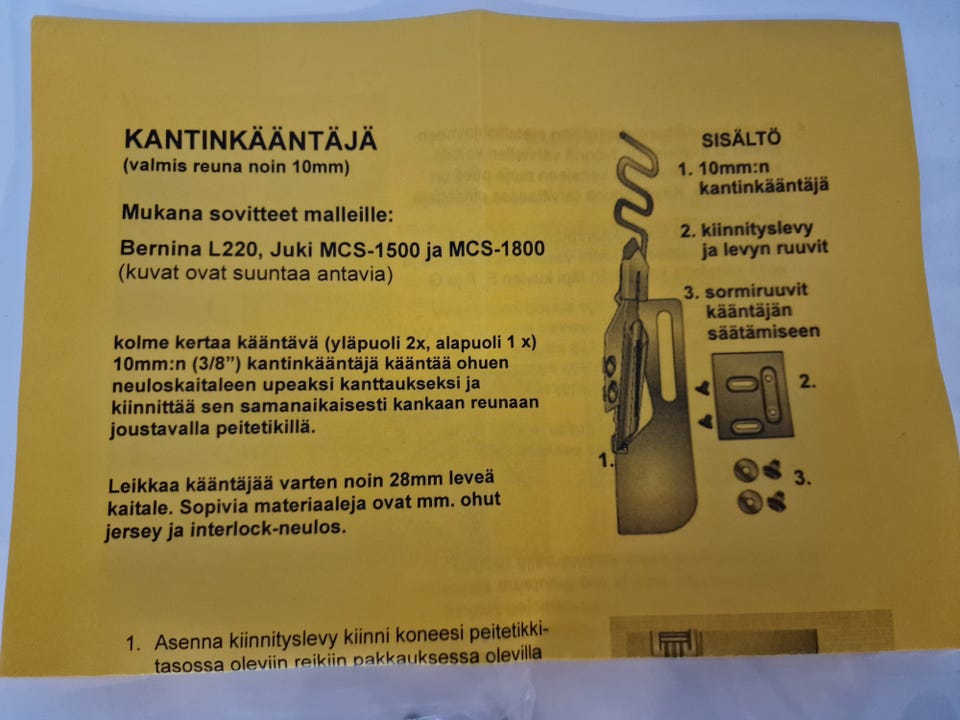 KANTINKÄÄNTÄJÄ
(valmis reuna noin 10mm)
Mukana sovitteet malleille:
Bernina L220, Juki MCS-1500 ja MCS-1800
(kuvat ovat suuntaa antavia)
kolme kertaa kääntävä (yläpuoli 2x, alapuoli 1 x)
10mm:n (3/8”) kantinkääntäjä kääntää ohuen
neuloskaitaleen upeaksi kanttaukseksi ja
kiinnittää sen samanaikaisesti kankaan reunaan
joustavalla peitetikillä.
Leikkaa kääntäjää varten noin 28mm leveä
kaitale. Sopivia materiaaleja ovat mm. ohut
jersey ja interlock-neulos.
1. Asenna kiinnityslevy kiinni koneesi peitetikki-
tasossa oleviin reikiin pakkauksessa olevilla
SISÄLTÖ
1. 10mm:n
kantinkääntäjä
2. kiinnityslevy
ja levyn ruuvit
3. sormiruuvit
kääntäjän
säätämiseen
2.
1.
3.